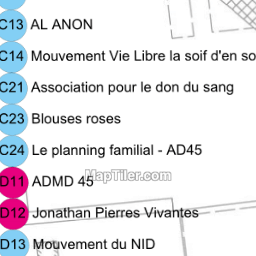 C13 AL ANON
C14 Mouvement Vie Libre la soif d'en so
C21 Association pour le don du sang
C23 Blouses roses
C24 Le planning familial - AD45
MapTiler.com
D11 ADMD 45
D12 Jonathan Pierres Vivantes
D13 Mouvement du NID